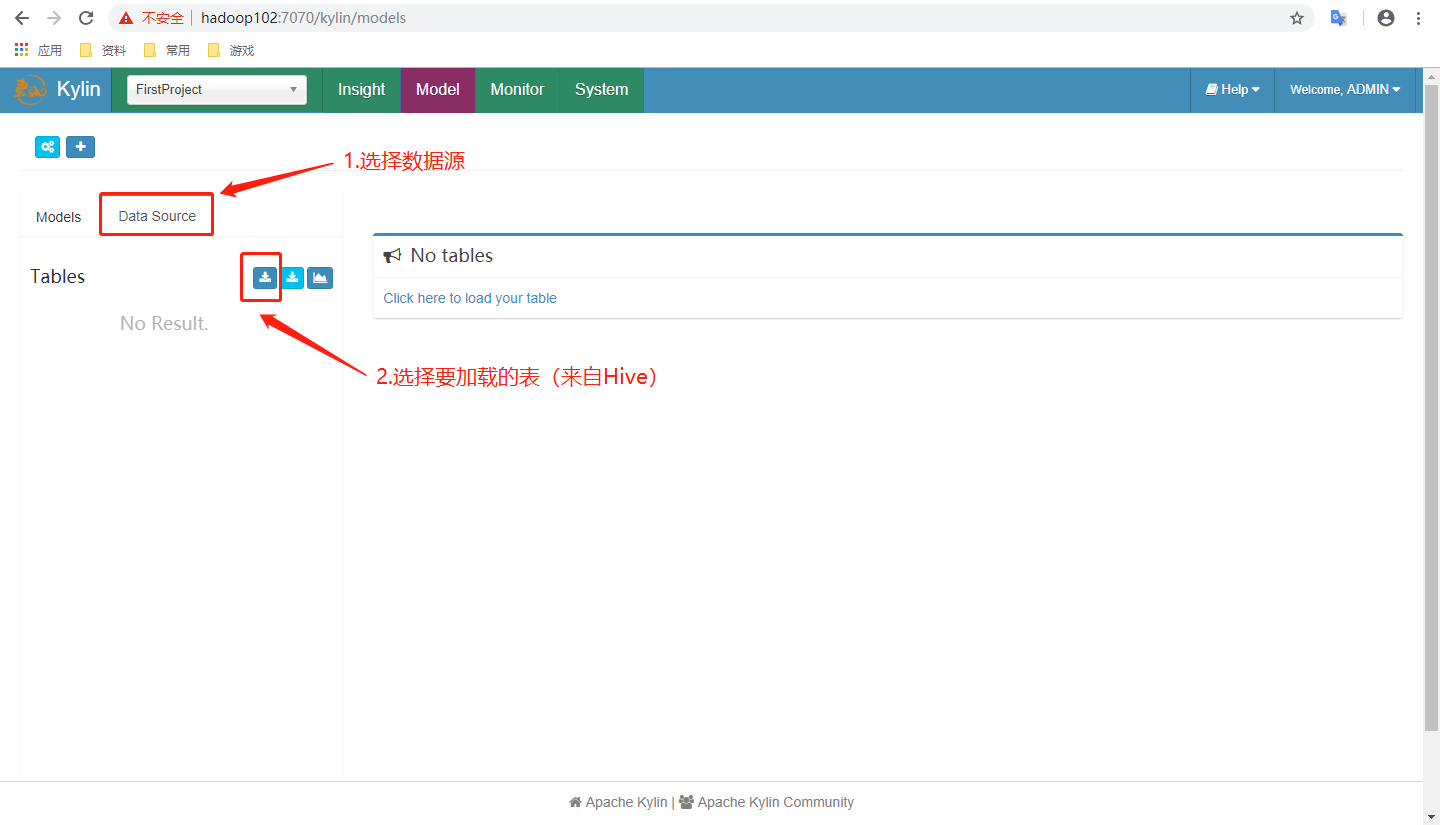 不安全 hadoop102:7070/kylin/models
应用 资料 常用 游戏
Kylin FirstProject Insight Model Monitor System Help Welcome, ADMIN
1.选择数据源
Models Data Source
Tables
No Result.
No tables
Click here to load your table
2.选择要加载的表（来自Hive）
Apache Kylin | Apache Kylin Community